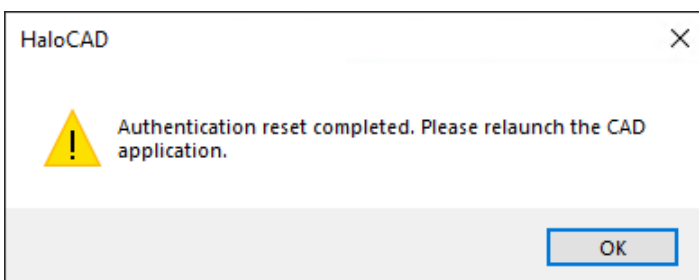 HaloCAD
Authentication reset completed. Please relaunch the CAD
application.
OK